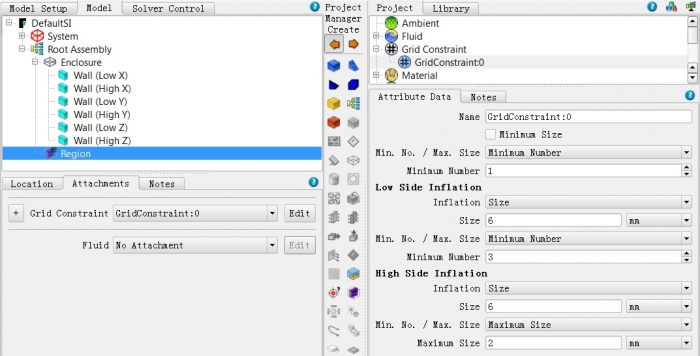 Model Setup Model Solver Control
DefaultSI
System
Root Assembly
Enclosure
Wall (Low X)
Wall (High X)
Wall (Low Y)
Wall (High Y)
Wall (Low Z)
Wall (High Z)
Region
Location Attachments Notes
+ Grid Constraint GridConstraint:0 Edit
Fluid No Attachment Edit
Project
Manager
Create
Project Library
Ambient
Fluid
Grid Constraint
GridConstraint:0
Material
Attribute Data Notes
Name GridConstraint:0
Minimum Size
Min. No. / Max. Size Minimum Number
Minimum Number 1
Low Side Inflation
Inflation Size
Size 6 mm
Min. No. / Max. Size Minimum Number
Minimum Number 3
High Side Inflation
Inflation Size
Size 6 mm
Min. No. / Max. Size Maximum Size
Maximum Size 2 mm